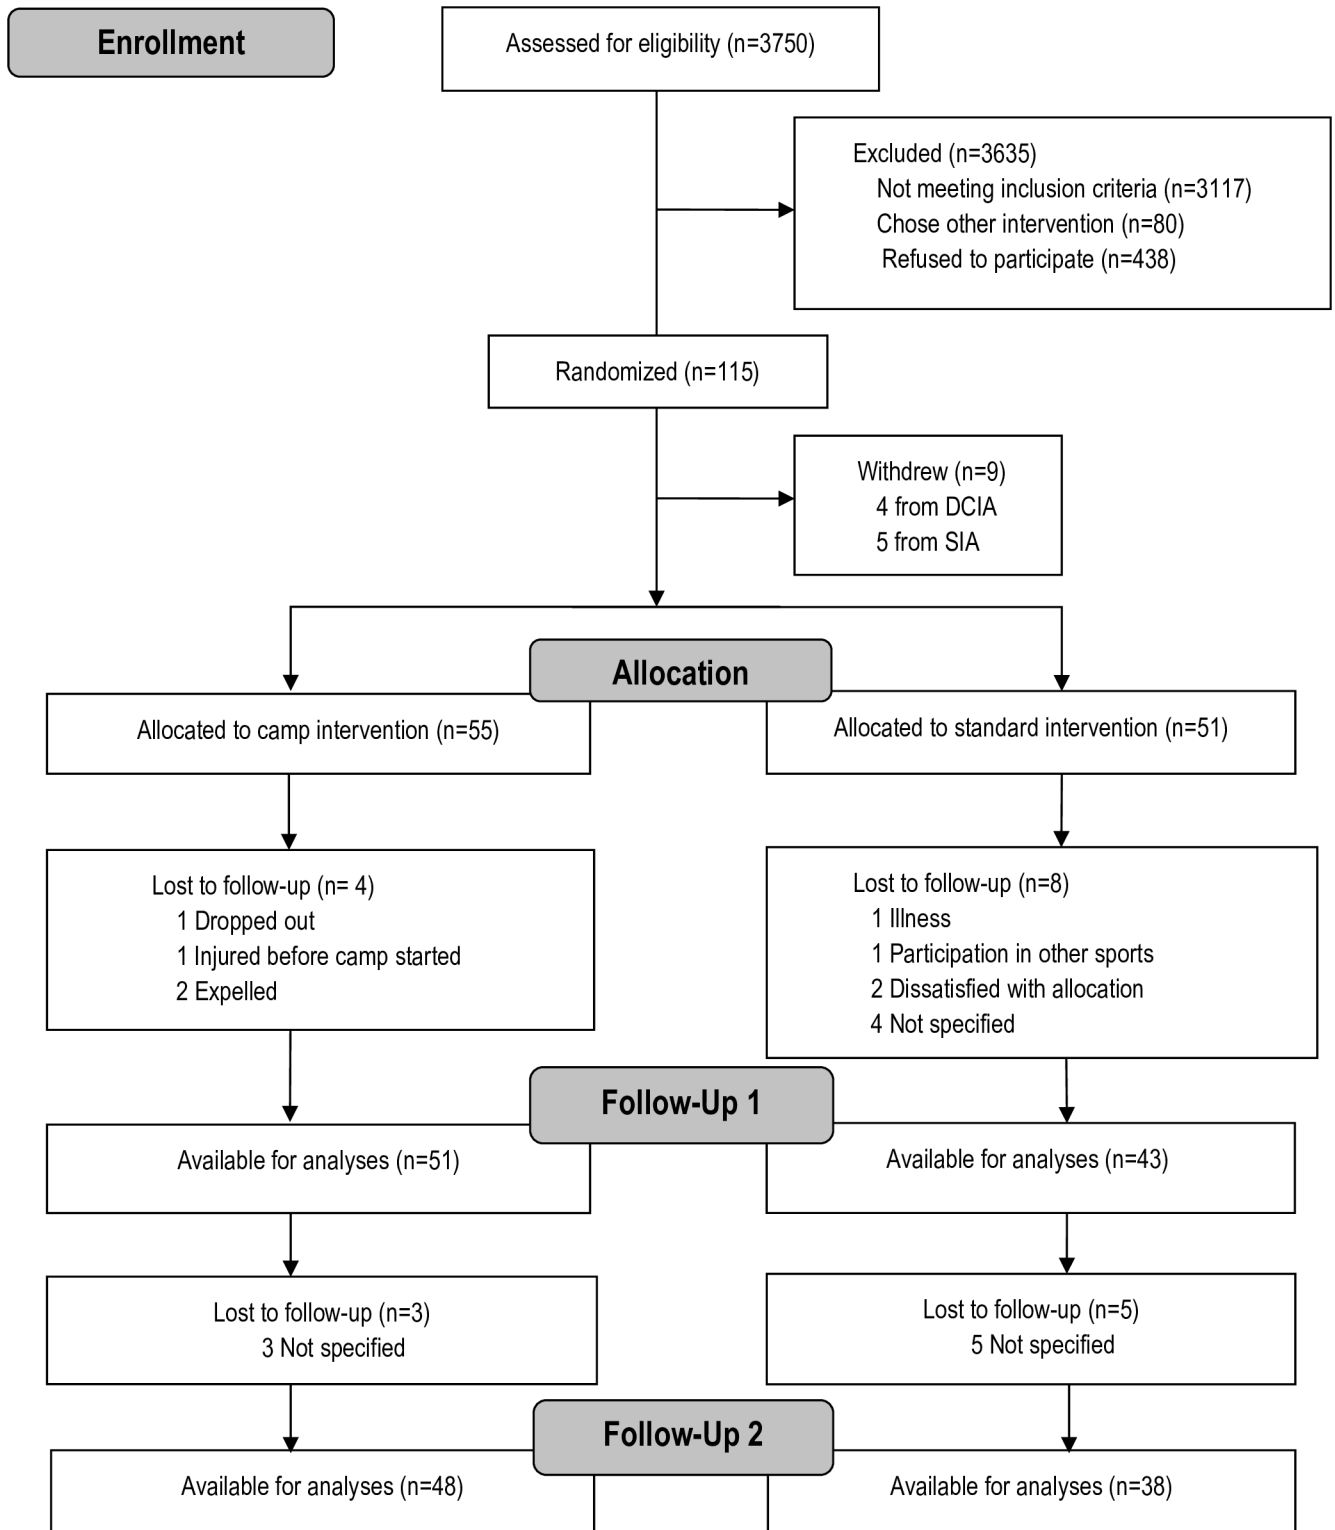 Enrollment
Assessed for eligibility (n=3750)
Excluded (n=3635)
Not meeting inclusion criteria (n=3117)
Chose other intervention (n=80)
Refused to participate (n=438)
Randomized (n=115)
Withdrew (n=9)
4 from DCIA
5 from SIA
Allocation
Allocated to camp intervention (n=55)
Allocated to standard intervention (n=51)
Lost to follow-up (n= 4)
1 Dropped out
1 Injured before camp started
2 Expelled
Lost to follow-up (n=8)
1 Illness
1 Participation in other sports
2 Dissatisfied with allocation
4 Not specified
Follow-Up 1
Available for analyses (n=51)
Available for analyses (n=43)
Lost to follow-up (n=3)
3 Not specified
Lost to follow-up (n=5)
5 Not specified
Follow-Up 2
Available for analyses (n=48)
Available for analyses (n=38)